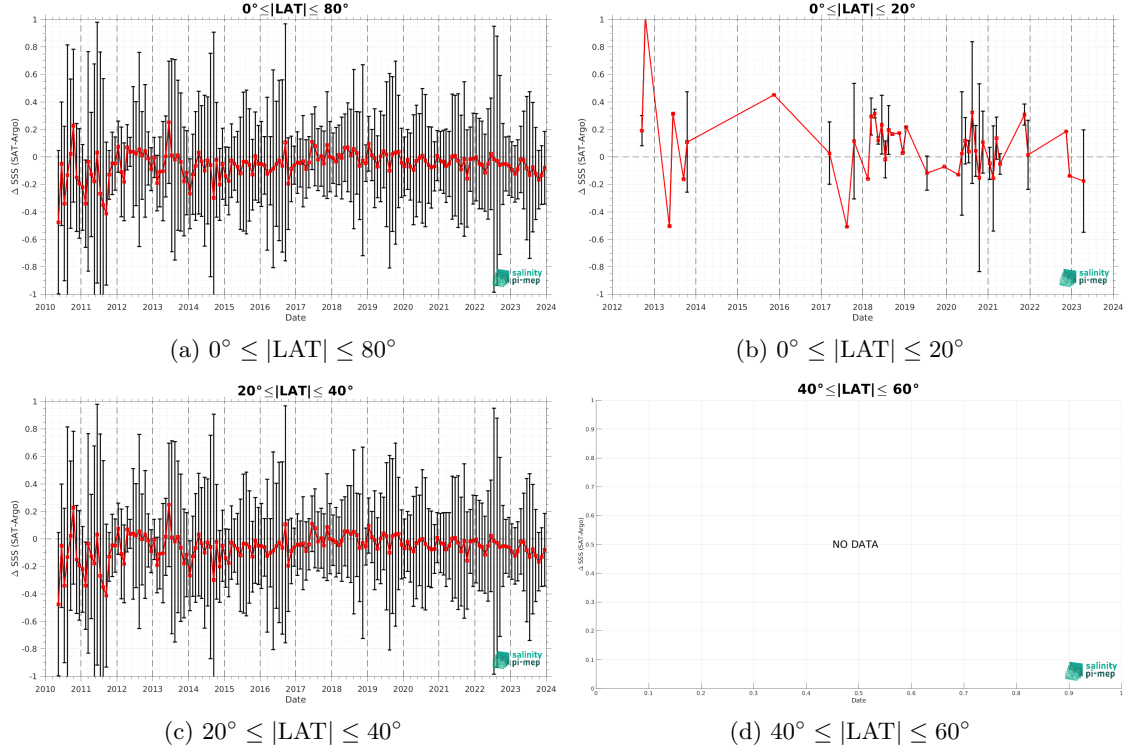 0°≤|LAT|≤ 80°
Δ SSS (SAT-Argo)
1
0.8
0.6
0.4
0.2
0
-0.2
-0.4
-0.6
-0.8
-1
2010 2011 2012 2013 2014 2015 2016 2017 2018 2019 2020 2021 2022 2023 2024
Date
salinity
pi-mep
(a) 0° ≤ |LAT| ≤ 80°
0°≤|LAT|≤ 20°
Δ SSS (SAT-Argo)
1
0.8
0.6
0.4
0.2
0
-0.2
-0.4
-0.6
-0.8
-1
2012 2013 2014 2015 2016 2017 2018 2019 2020 2021 2022 2023 2024
Date
salinity
pi-mep
(b) 0° ≤ |LAT| ≤ 20°
20°≤|LAT|≤ 40°
Δ SSS (SAT-Argo)
1
0.8
0.6
0.4
0.2
0
-0.2
-0.4
-0.6
-0.8
-1
2010 2011 2012 2013 2014 2015 2016 2017 2018 2019 2020 2021 2022 2023 2024
Date
salinity
pi-mep
(c) 20° ≤ |LAT| ≤ 40°
40°≤|LAT|≤ 60°
Δ SSS (SAT-Argo)
1
0.9
0.8
0.7
0.6
0.5
0.4
0.3
0.2
0.1
0
NO DATA
0 0.1 0.2 0.3 0.4 0.5 0.6 0.7 0.8 0.9 1
Date
salinity
pi-mep
(d) 40° ≤ |LAT| ≤ 60°